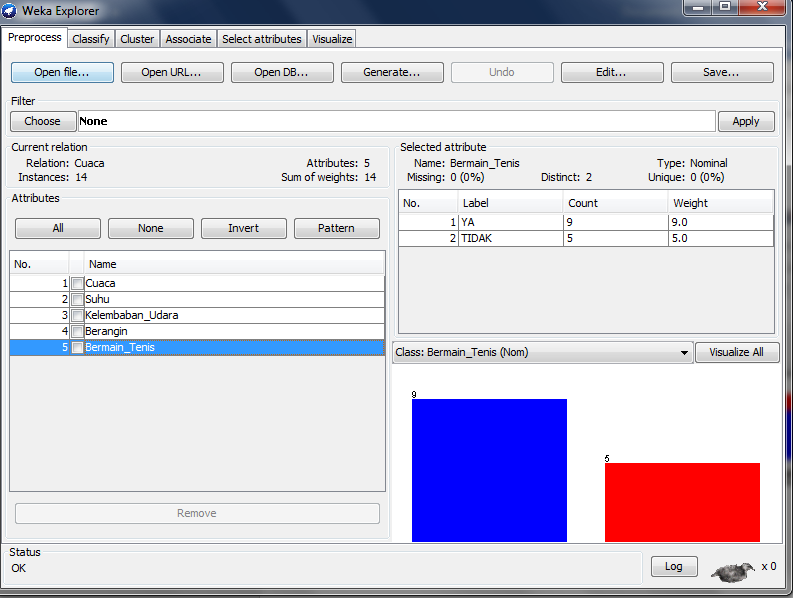 Weka Explorer
Preprocess Classify Cluster Associate Select attributes Visualize
Open file... Open URL... Open DB... Generate... Undo Edit... Save...
Filter
Choose None Apply
Current relation
Relation: Cuaca Attributes: 5
Instances: 14 Sum of weights: 14
Attributes
All None Invert Pattern
No. Name
1 Cuaca
2 Suhu
3 Kelembaban_Udara
4 Berangin
5 Bermain_Tenis
Remove
Selected attribute
Name: Bermain_Tenis Type: Nominal
Missing: 0 (0%) Distinct: 2 Unique: 0 (0%)
No. Label Count Weight
1 YA 9 9.0
2 TIDAK 5 5.0
Class: Bermain_Tenis (Nom) Visualize All
9
5
Status
OK
Log x 0